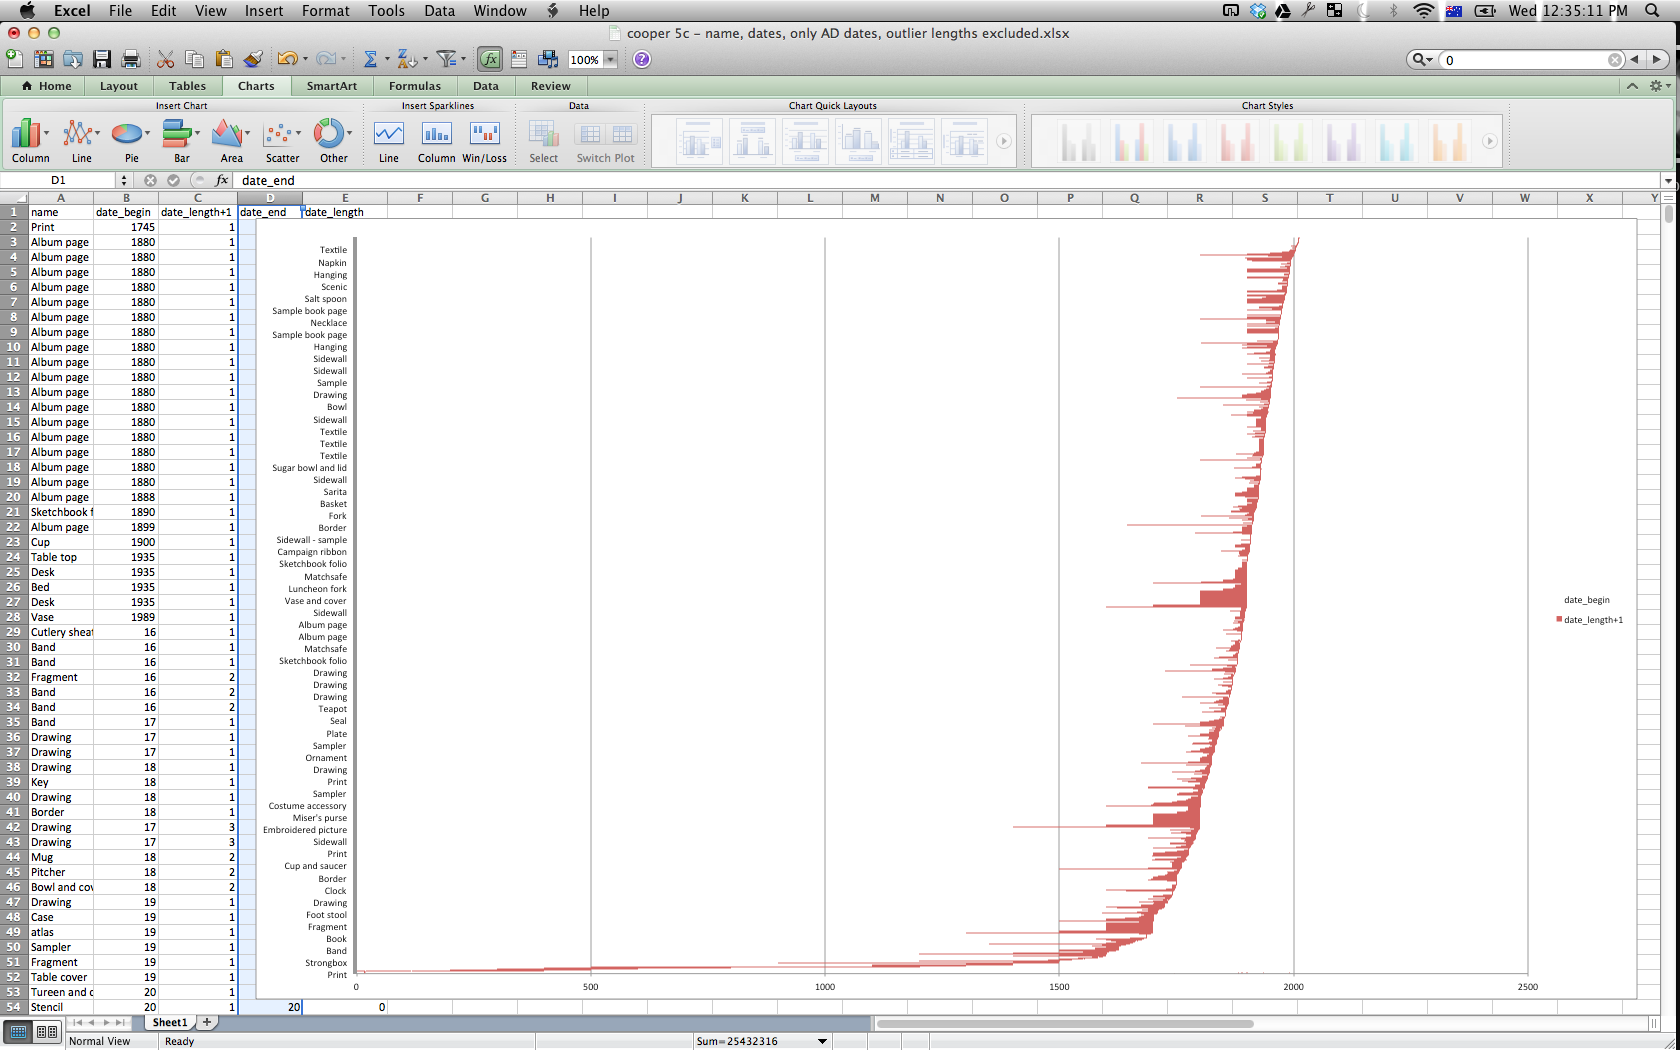 Excel File Edit View Insert Format Tools Data Window Help Wed 12:35:11 PM
cooper 5c - name, dates, only AD dates, outlier lengths excluded.xlsx
100% 0
Home Layout Tables Charts SmartArt Formulas Data Review
Insert Chart Insert Sparklines Data Chart Quick Layouts Chart Styles
Column Line Pie Bar Area Scatter Other Line Column Win/Loss Select Switch Plot
D1 fx date_end
A B C D E F G H I J K L M N O P Q R S T U V W X Y
1 name date_begin date_length+1 date_end date_length
2 Print 1745 1
3 Album page 1880 1
4 Album page 1880 1
5 Album page 1880 1
6 Album page 1880 1
7 Album page 1880 1
8 Album page 1880 1
9 Album page 1880 1
10 Album page 1880 1
11 Album page 1880 1
12 Album page 1880 1
13 Album page 1880 1
14 Album page 1880 1
15 Album page 1880 1
16 Album page 1880 1
17 Album page 1880 1
18 Album page 1880 1
19 Album page 1880 1
20 Album page 1888 1
21 Sketchbook f 1890 1
22 Album page 1899 1
23 Cup 1900 1
24 Table top 1935 1
25 Desk 1935 1
26 Bed 1935 1
27 Desk 1935 1
28 Vase 1989 1
29 Cutlery sheat 16 1
30 Band 16 1
31 Band 16 1
32 Fragment 16 2
33 Band 16 2
34 Band 16 2
35 Band 17 1
36 Drawing 17 1
37 Drawing 17 1
38 Drawing 18 1
39 Key 18 1
40 Drawing 18 1
41 Border 18 1
42 Drawing 17 3
43 Drawing 17 3
44 Mug 18 2
45 Pitcher 18 2
46 Bowl and cov 18 2
47 Drawing 19 1
48 Case 19 1
49 atlas 19 1
50 Sampler 19 1
51 Fragment 19 1
52 Table cover 19 1
53 Tureen and c 20 1
54 Stencil 20 1 20 0
Textile
Napkin
Hanging
Scenic
Salt spoon
Sample book page
Necklace
Sample book page
Hanging
Sidewall
Sidewall
Sample
Drawing
Bowl
Sidewall
Textile
Textile
Textile
Sugar bowl and lid
Sidewall
Sarita
Basket
Fork
Border
Sidewall - sample
Campaign ribbon
Sketchbook folio
Matchsafe
Luncheon fork
Vase and cover
Sidewall
Album page
Album page
Matchsafe
Sketchbook folio
Drawing
Drawing
Drawing
Teapot
Seal
Plate
Sampler
Ornament
Drawing
Print
Sampler
Costume accessory
Miser's purse
Embroidered picture
Sidewall
Print
Cup and saucer
Border
Clock
Drawing
Foot stool
Fragment
Book
Band
Strongbox
Print
0 500 1000 1500 2000 2500
date_begin
date_length+1
Sheet1
Normal View Ready Sum=25432316